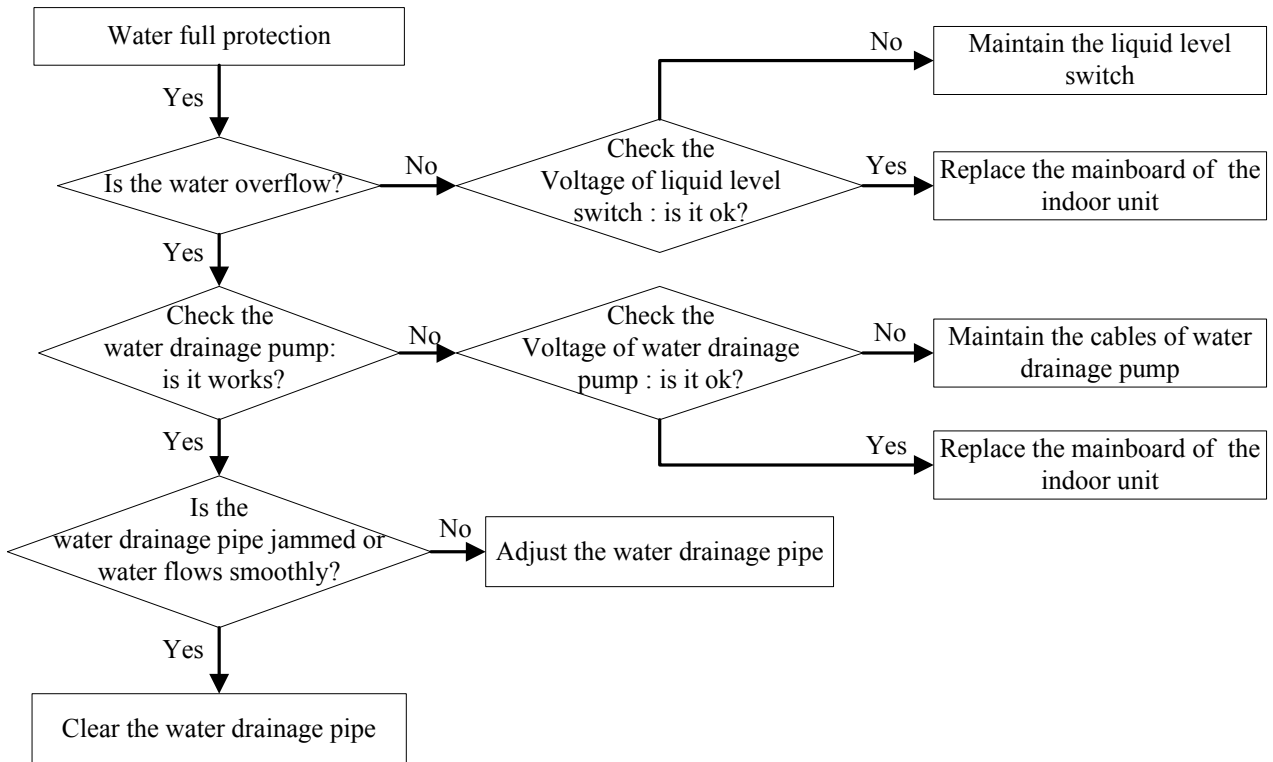 Water full protection
No
Maintain the liquid level
switch
Yes
Is the water overflow?
No
Check the
Voltage of liquid level
switch : is it ok?
Yes
Replace the mainboard of the
indoor unit
Yes
Check the
water drainage pump:
is it works?
No
Check the
Voltage of water drainage
pump : is it ok?
No
Maintain the cables of water
drainage pump
Yes
Yes
Replace the mainboard of the
indoor unit
Is the
water drainage pipe jammed or
water flows smoothly?
No
Adjust the water drainage pipe
Yes
Clear the water drainage pipe